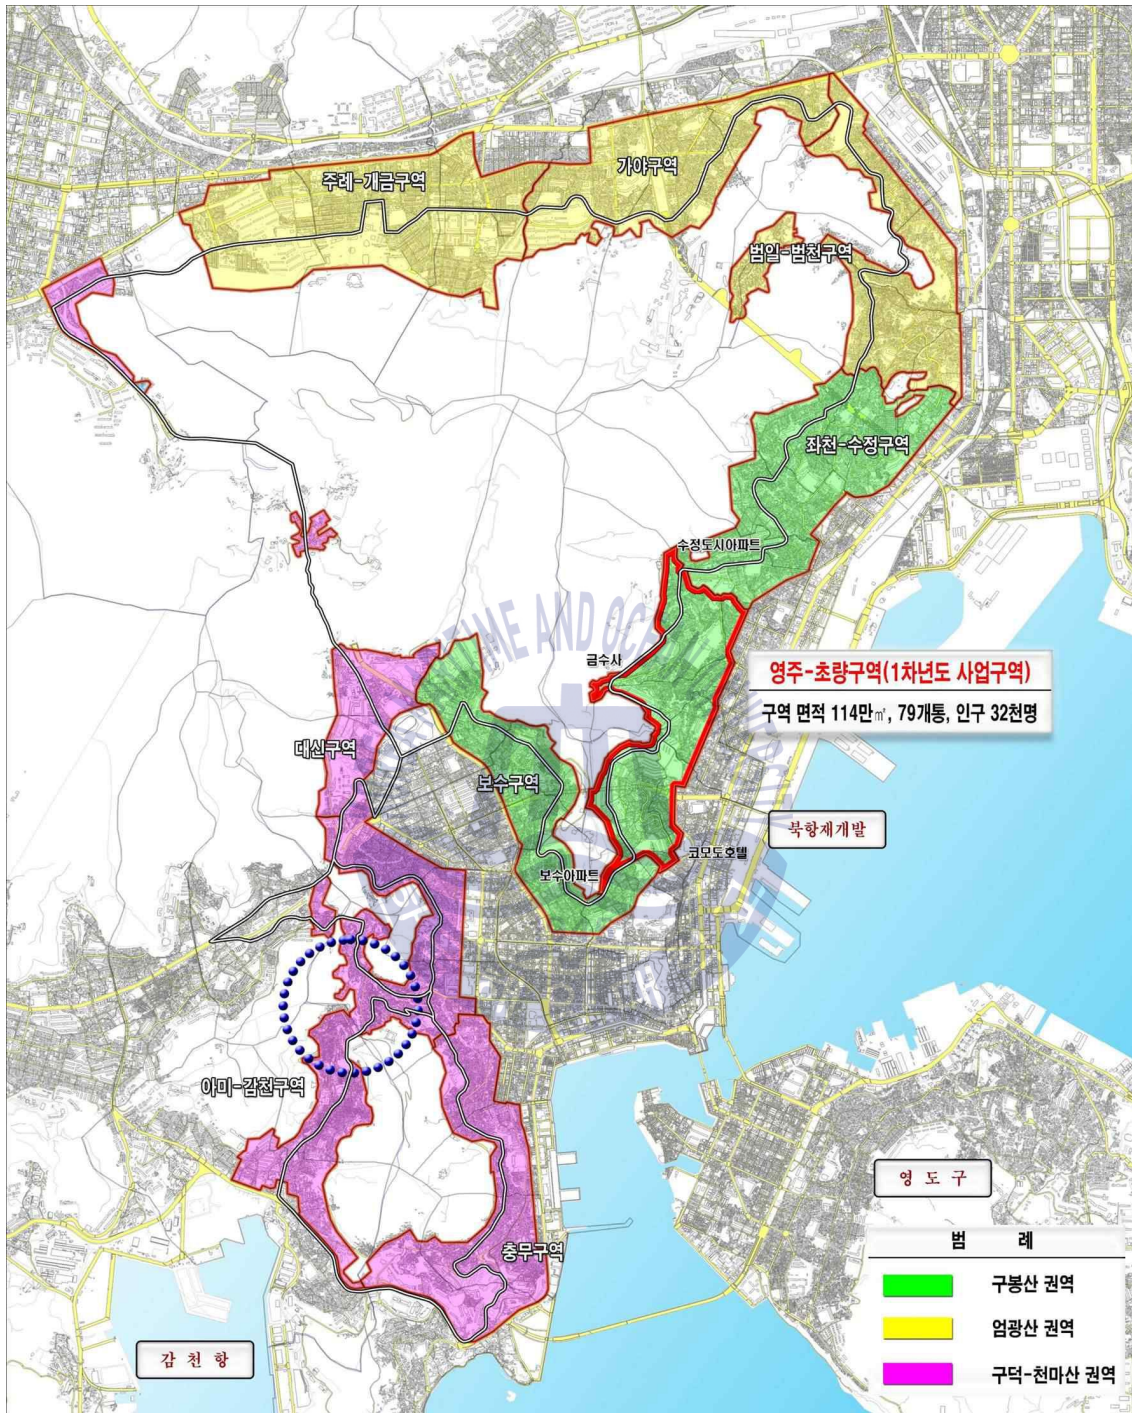 주례-개금구역
가야구역
범일-범천구역
좌천-수정구역
수정도시아파트
금수사
영주-초량구역(1차년도 사업구역)
구역 면적 114만㎡, 79개통, 인구 32천명
대신구역
보수구역
북항재개발
코모도호텔
보수아파트
아미-감천구역
영 도 구
충무구역
감 천 항
범 례
구봉산 권역
엄광산 권역
구덕-천마산 권역
AND